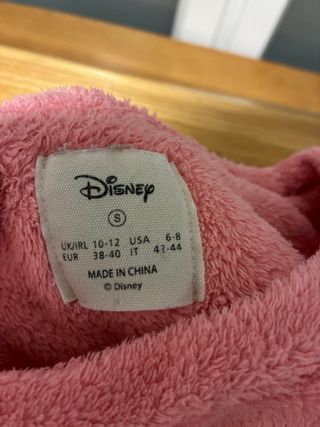 Disney
S
UK/IRL 10-12 USA 6-8
EUR 38-40 IT 42-44
MADE IN CHINA
© Disney